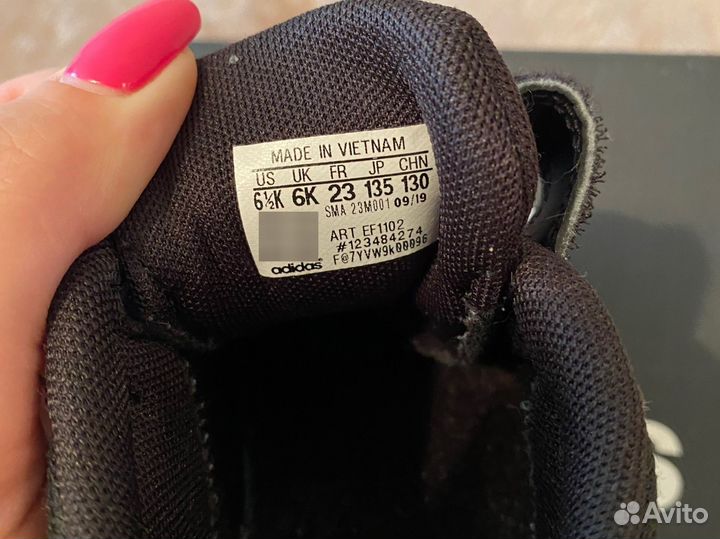 MADE IN VIETNAM
US UK FR JP CHN
6½K 6K 23 135 130
SMA 23M001 09/19
ART EF1102
#123484274
F@7YVW9k00096
adidas
Avito